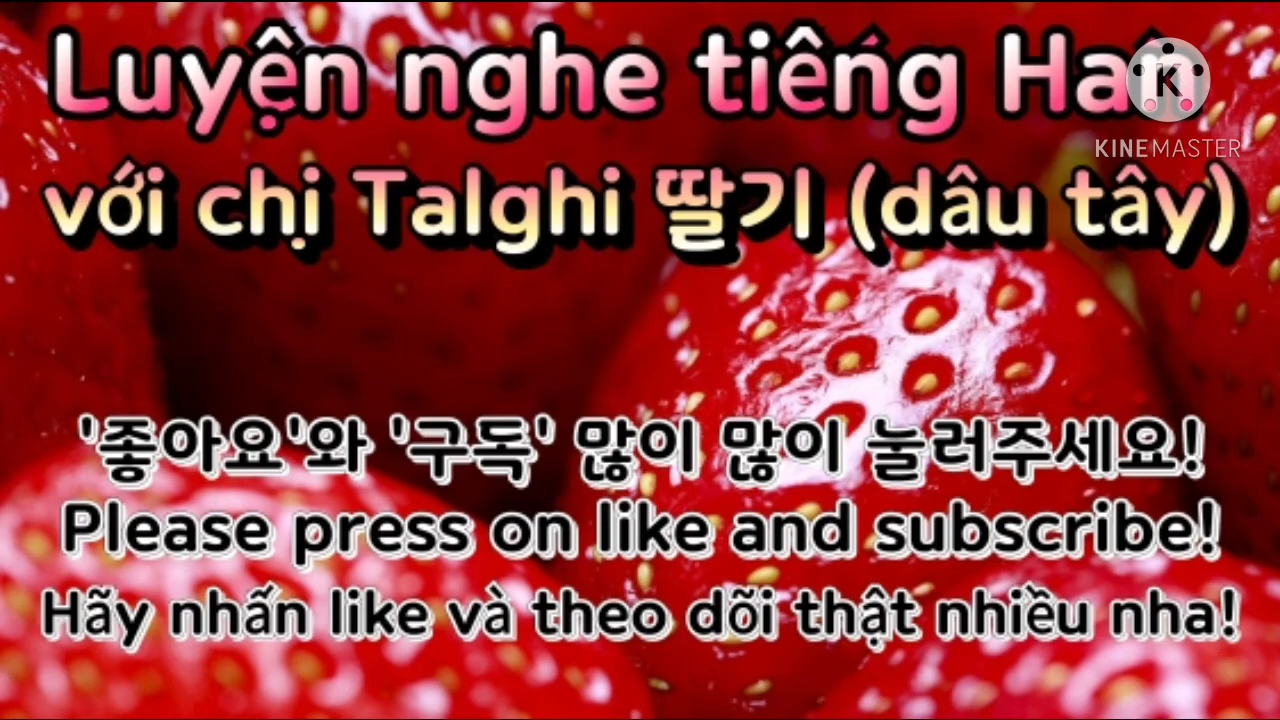 Luyện nghe tiếng Hàn
với chị Talghi 딸기 (dâu tây)
KINEMASTER
'좋아요'와 '구독' 많이 많이 눌러주세요!
Please press on like and subscribe!
Hãy nhấn like và theo dõi thật nhiều nha!